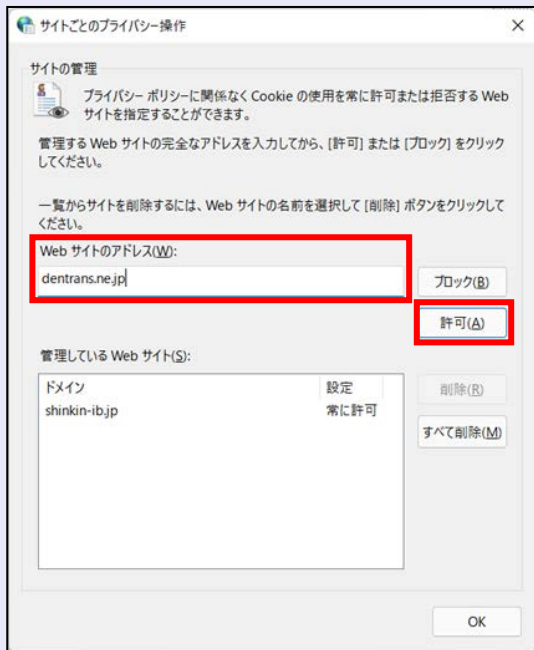 サイトごとのプライバシー操作
サイトの管理
プライバシー ポリシーに関係なく Cookie の使用を常に許可または拒否する Web
サイトを指定することができます。
管理する Web サイトの完全なアドレスを入力してから、[許可] または [ブロック] をクリック
してください。
一覧からサイトを削除するには、Web サイトの名前を選択して [削除] ボタンをクリックして
ください。
Web サイトのアドレス(W):
dentrans.ne.jp
ブロック(B)
許可(A)
管理している Web サイト(S):
ドメイン 設定
shinkin-ib.jp 常に許可
削除(R)
すべて削除(M)
OK